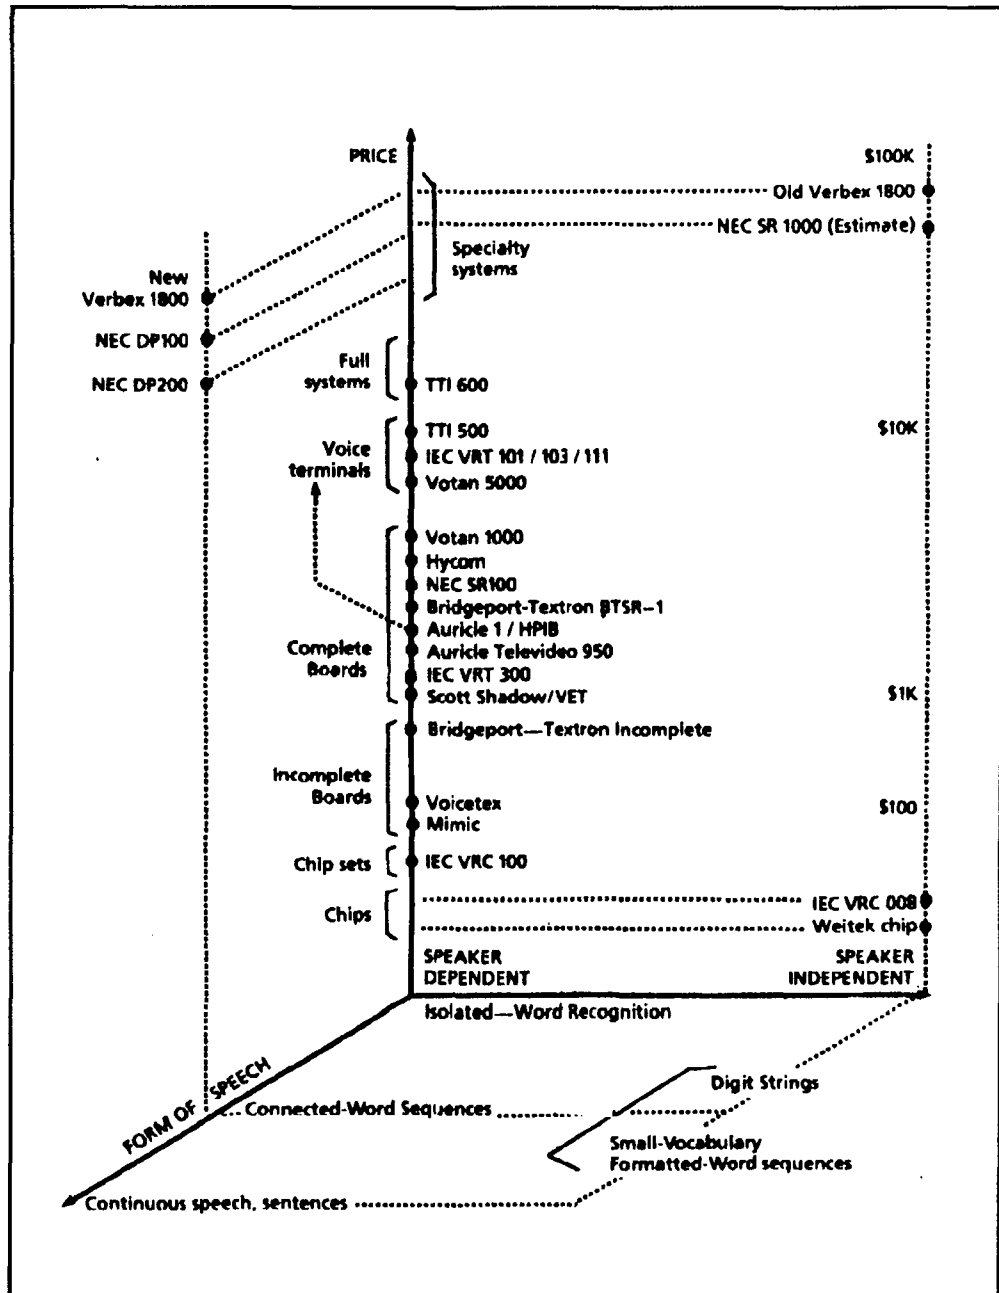 PRICE
$100K
Old Verbex 1800
NEC SR 1000 (Estimate)
Specialty
systems
New
Verbex 1800
NEC DP100
NEC DP200
Full
systems
TTI 600
TTI 500
$10K
Voice
terminals
IEC VRT 101 / 103 / 111
Votan 5000
Votan 1000
Hycom
NEC SR100
Bridgeport-Textron BTSR-1
Auricle 1 / HPIB
Complete
Boards
Auricle Televideo 950
IEC VRT 300
Scott Shadow/VET
$1K
Bridgeport—Textron Incomplete
Incomplete
Boards
Voicetex
$100
Mimic
Chip sets
IEC VRC 100
Chips
IEC VRC 008
Weitek chip
SPEAKER
DEPENDENT
SPEAKER
INDEPENDENT
Isolated—Word Recognition
FORM OF SPEECH
Digit Strings
Connected-Word Sequences
Small-Vocabulary
Formatted-Word sequences
Continuous speech, sentences